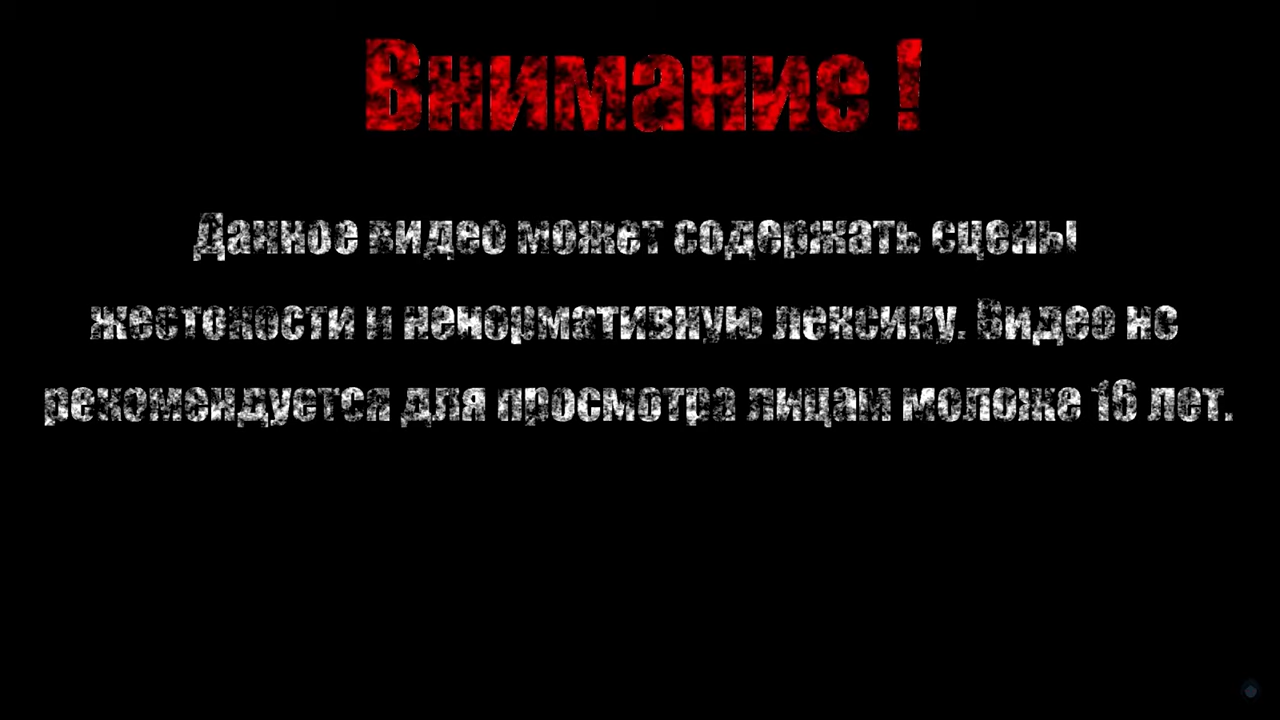 Внимание !
Данное видео может содержать сцены
жестокости и ненормативную лексику. Видео не
рекомендуется для просмотра лицам моложе 16 лет.